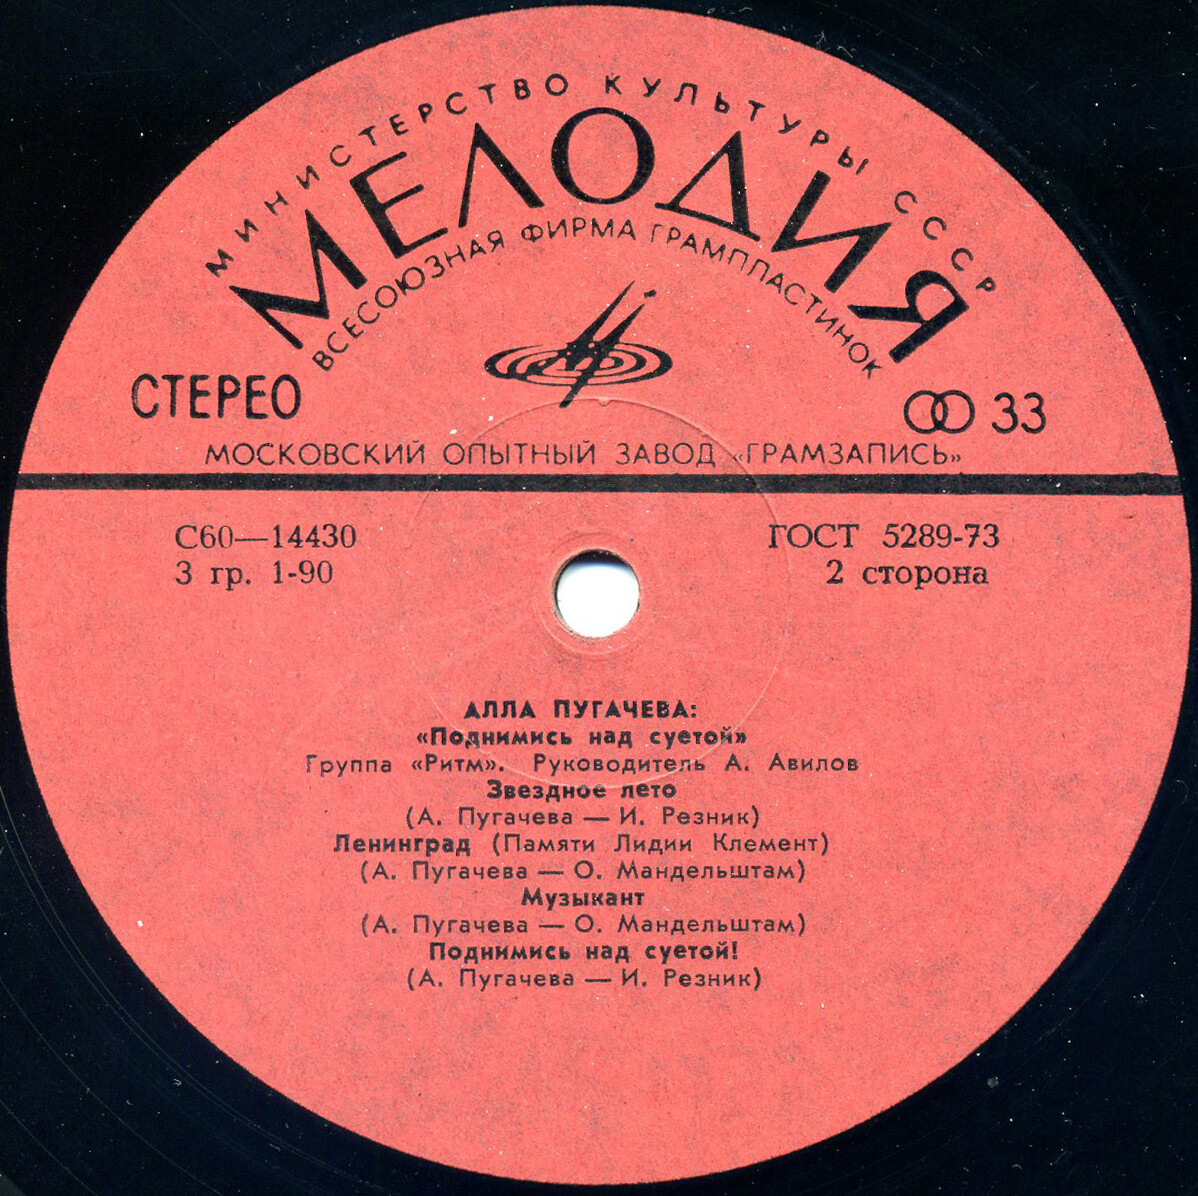 МИНИСТЕРСТВО КУЛЬТУРЫ СССР
МЕЛОДИЯ
ВСЕСОЮЗНАЯ ФИРМА ГРАМПЛАСТИНОК
СТЕРЕО
33
МОСКОВСКИЙ ОПЫТНЫЙ ЗАВОД «ГРАМЗАПИСЬ»
С60—14430
ГОСТ 5289-73
3 гр. 1-90
2 сторона
АЛЛА ПУГАЧЕВА:
«Поднимись над суетой»
Группа «Ритм». Руководитель А. Авилов
Звездное лето
(А. Пугачева — И. Резник)
Ленинград (Памяти Лидии Клемент)
(А. Пугачева — О. Мандельштам)
Музыкант
(А. Пугачева — О. Мандельштам)
Поднимись над суетой!
(А. Пугачева — И. Резник)